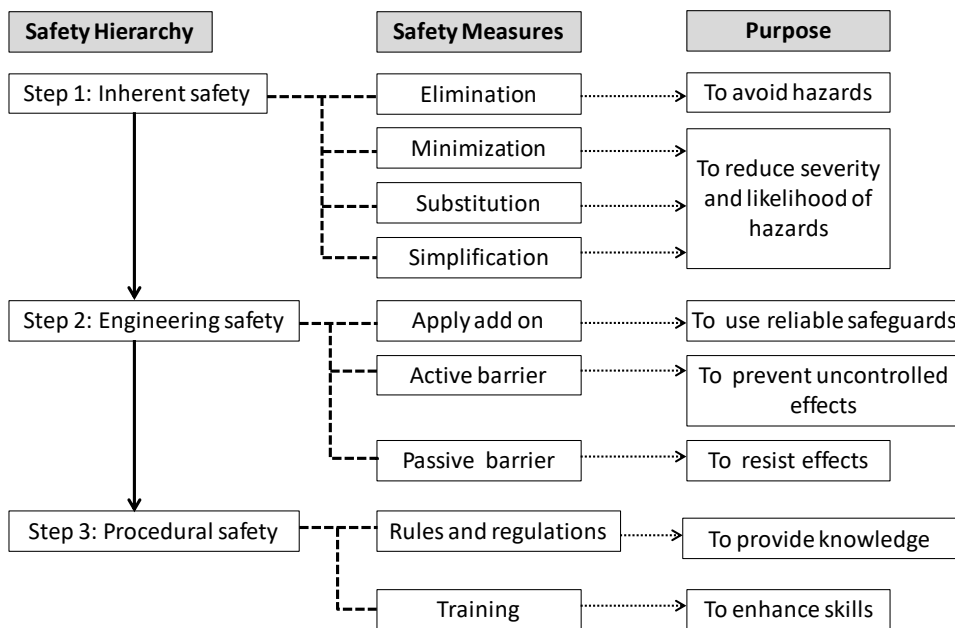 Safety Hierarchy
Safety Measures
Purpose
Step 1: Inherent safety
Elimination
To avoid hazards
Minimization
Substitution
Simplification
To reduce severity
and likelihood of
hazards
Step 2: Engineering safety
Apply add on
To use reliable safeguards
Active barrier
To prevent uncontrolled
effects
Passive barrier
To resist effects
Step 3: Procedural safety
Rules and regulations
To provide knowledge
Training
To enhance skills